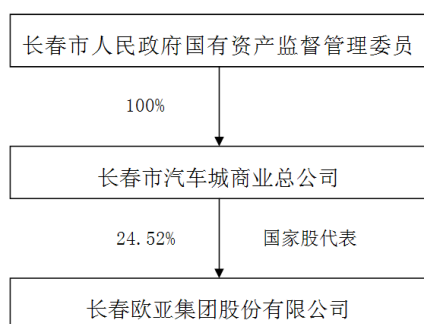 长春市人民政府国有资产监督管理委员
100%
长春市汽车城商业总公司
24.52% 国家股代表
长春欧亚集团股份有限公司